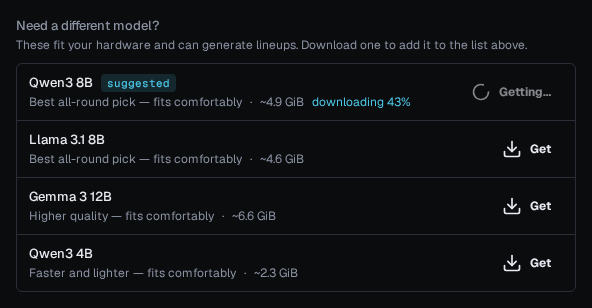 Need a different model?
These fit your hardware and can generate lineups. Download one to add it to the list above.
Qwen3 8B suggested
Best all-round pick — fits comfortably · ~4.9 GiB downloading 43%
Getting...
Llama 3.1 8B
Best all-round pick — fits comfortably · ~4.6 GiB
Get
Gemma 3 12B
Higher quality — fits comfortably · ~6.6 GiB
Get
Qwen3 4B
Faster and lighter — fits comfortably · ~2.3 GiB
Get